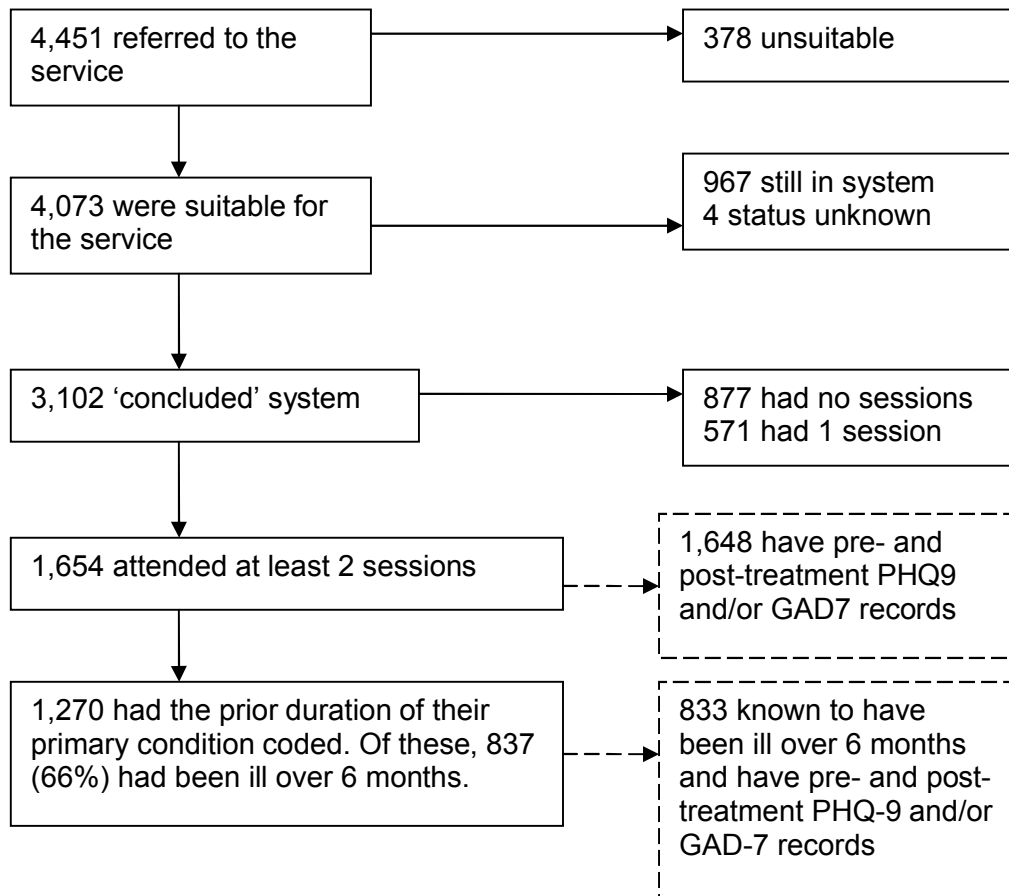 4,451 referred to the
service
378 unsuitable
4,073 were suitable for
the service
967 still in system
4 status unknown
3,102 ‘concluded’ system
877 had no sessions
571 had 1 session
1,654 attended at least 2 sessions
1,648 have pre- and
post-treatment PHQ9
and/or GAD7 records
1,270 had the prior duration of their
primary condition coded. Of these, 837
(66%) had been ill over 6 months.
833 known to have
been ill over 6 months
and have pre- and post-
treatment PHQ-9 and/or
GAD-7 records